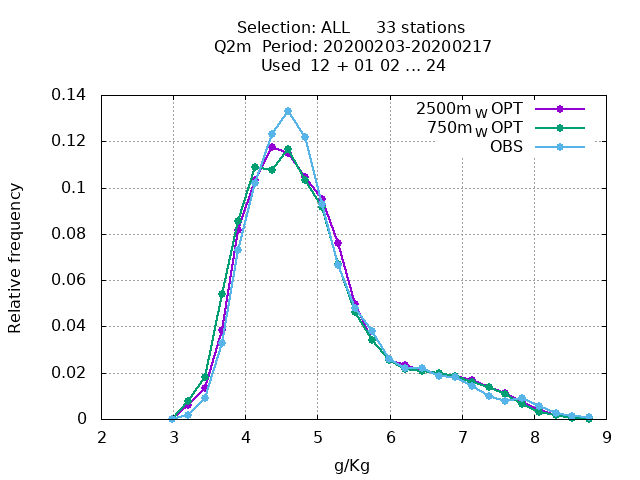 Selection: ALL     33 stations
Q2m  Period: 20200203-20200217
Used  12 + 01 02 ... 24
2500m W OPT
750m W OPT
OBS
0.14
0.12
0.1
0.08
0.06
0.04
0.02
0
Relative frequency
2 3 4 5 6 7 8 9
g/Kg